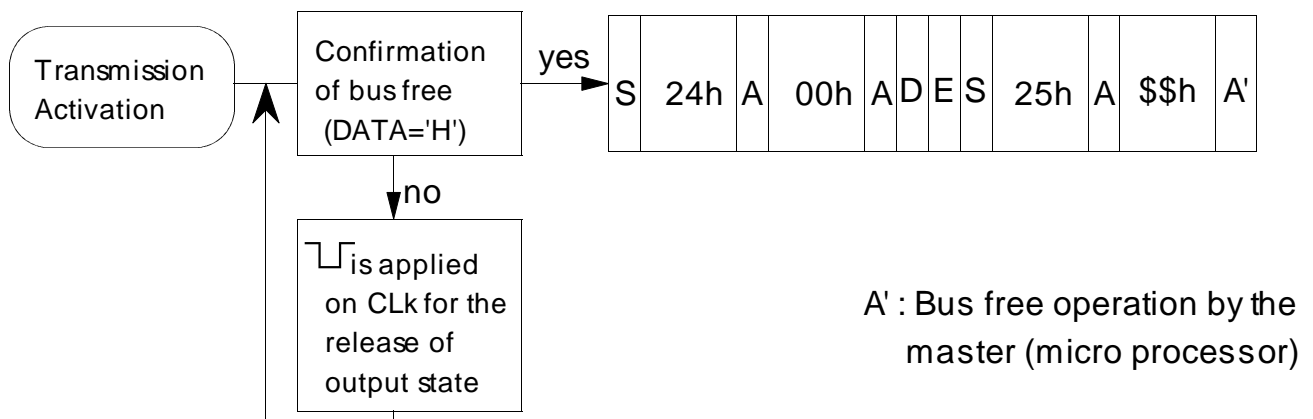 Transmission
Activation
Confirmation
of bus free
(DATA='H')
yes
S 24h A 00h A D E S 25h A $$h A'
no
is applied
on CLk for the
release of
output state
A' : Bus free operation by the
master (micro processor)